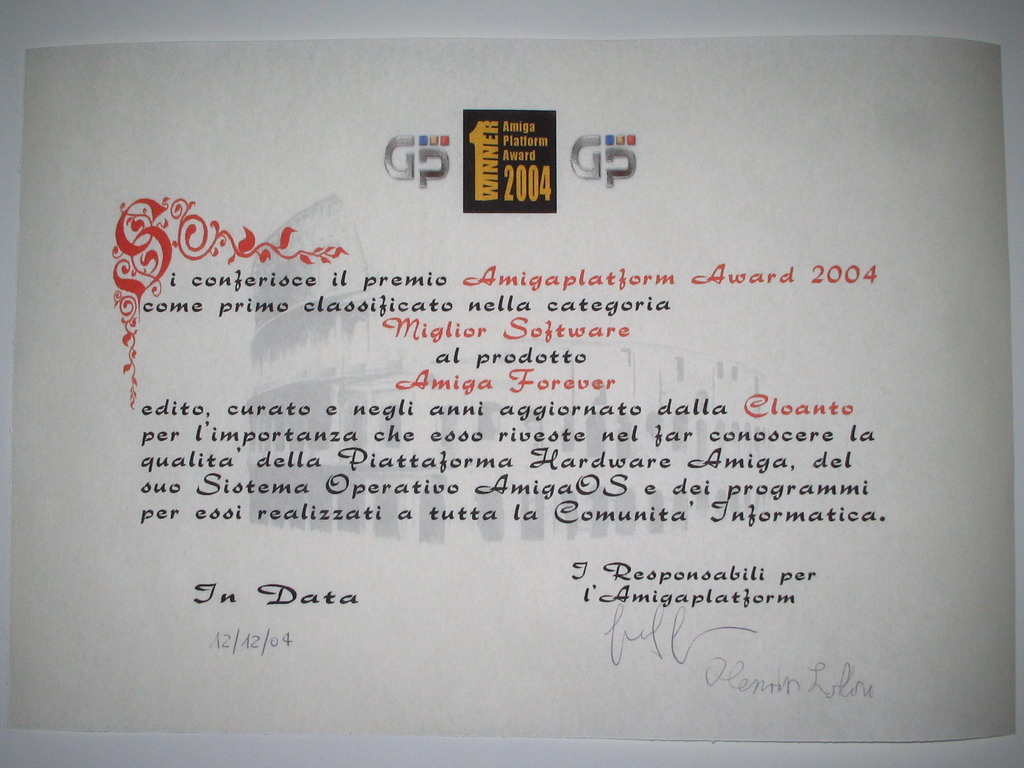 GP WINNER 1 Amiga Platform Award 2004 GP
Si conferisce il premio Amigaplatform Award 2004
come primo classificato nella categoria
Miglior Software
al prodotto
Amiga Forever
edito, curato e negli anni aggiornato dalla Cloanto
per l'importanza che esso riveste nel far conoscere la
qualita' della Piattaforma Hardware Amiga, del
suo Sistema Operativo AmigaOS e dei programmi
per essi realizzati a tutta la Comunita' Informatica.
In Data
12/12/04
I Responsabili per
l'Amigaplatform